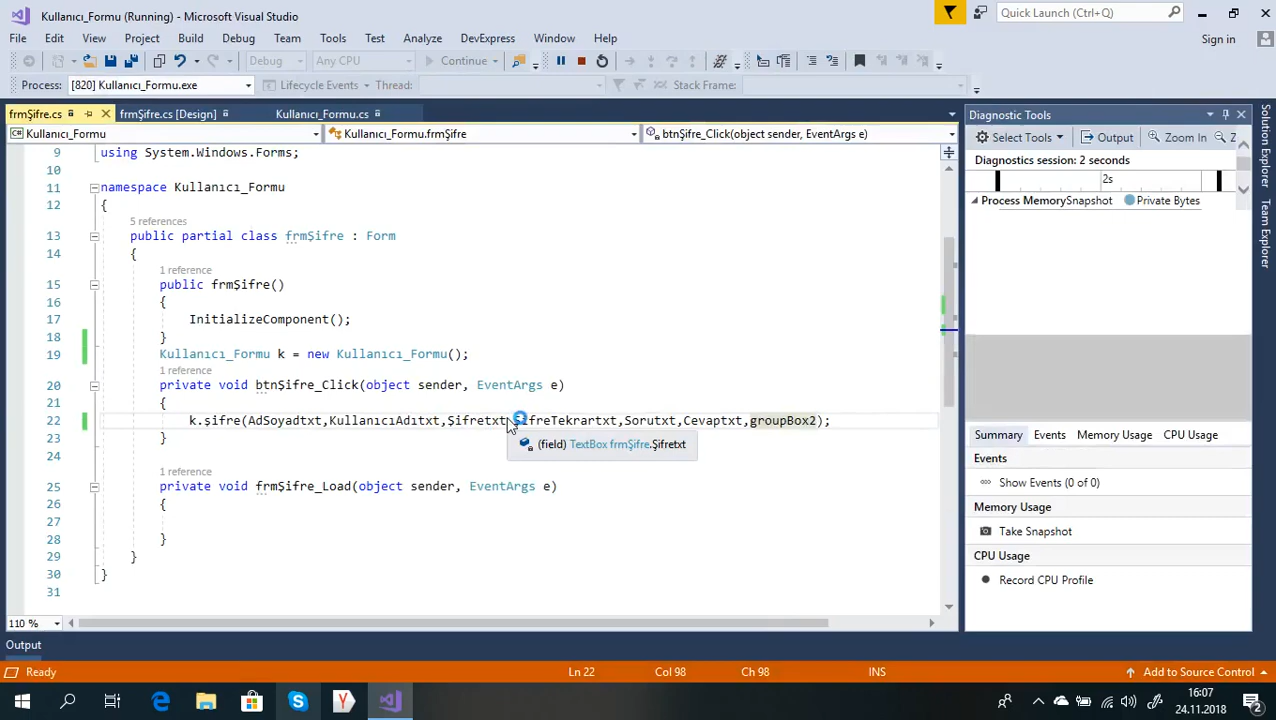 Kullanıcı_Formu (Running) - Microsoft Visual Studio
Quick Launch (Ctrl+Q)
File Edit View Project Build Debug Team Tools Test Analyze DevExpress Window Help
Sign in
Debug Any CPU Continue
Process: [820] Kullanıcı_Formu.exe Lifecycle Events Thread: Stack Frame:
frmŞifre.cs frmŞifre.cs [Design] Kullanıcı_Formu.cs
Kullanıcı_Formu Kullanıcı_Formu.frmŞifre btnŞifre_Click(object sender, EventArgs e)
9 using System.Windows.Forms;
10
11 namespace Kullanıcı_Formu
12 {
5 references
13 public partial class frmŞifre : Form
14 {
1 reference
15 public frmŞifre()
16 {
17 InitializeComponent();
18 }
19 Kullanıcı_Formu k = new Kullanıcı_Formu();
1 reference
20 private void btnŞifre_Click(object sender, EventArgs e)
21 {
22 k.şifre(AdSoyadtxt,KullanıcıAdıtxt,Şifretxt,ŞifreTekrartxt,Sorutxt,Cevaptxt,groupBox2);
23 }
(field) TextBox frmŞifre.Şifretxt
24
1 reference
25 private void frmŞifre_Load(object sender, EventArgs e)
26 {
27
28 }
29 }
30 }
31
110 %
Output
Diagnostic Tools
Select Tools Output Zoom In Z
Diagnostics session: 2 seconds
2s
Process Memory Snapshot Private Bytes
Summary Events Memory Usage CPU Usage
Events
Show Events (0 of 0)
Memory Usage
Take Snapshot
CPU Usage
Record CPU Profile
Solution Explorer
Team Explorer
Ready Ln 22 Col 98 Ch 98 INS Add to Source Control
16:07
24.11.2018
2